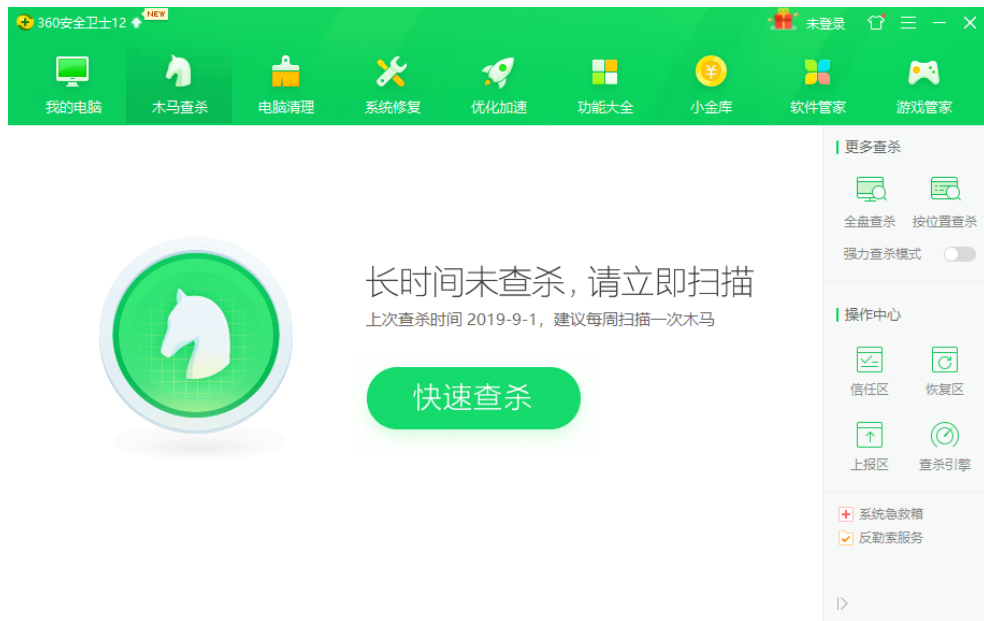 360安全卫士12
NEW
未登录
我的电脑
木马查杀
电脑清理
系统修复
优化加速
功能大全
小金库
软件管家
游戏管家
长时间未查杀,请立即扫描
上次查杀时间 2019-9-1，建议每周扫描一次木马
快速查杀
更多查杀
全盘查杀
按位置查杀
强力查杀模式
操作中心
信任区
恢复区
上报区
查杀引擎
系统急救箱
反勒索服务